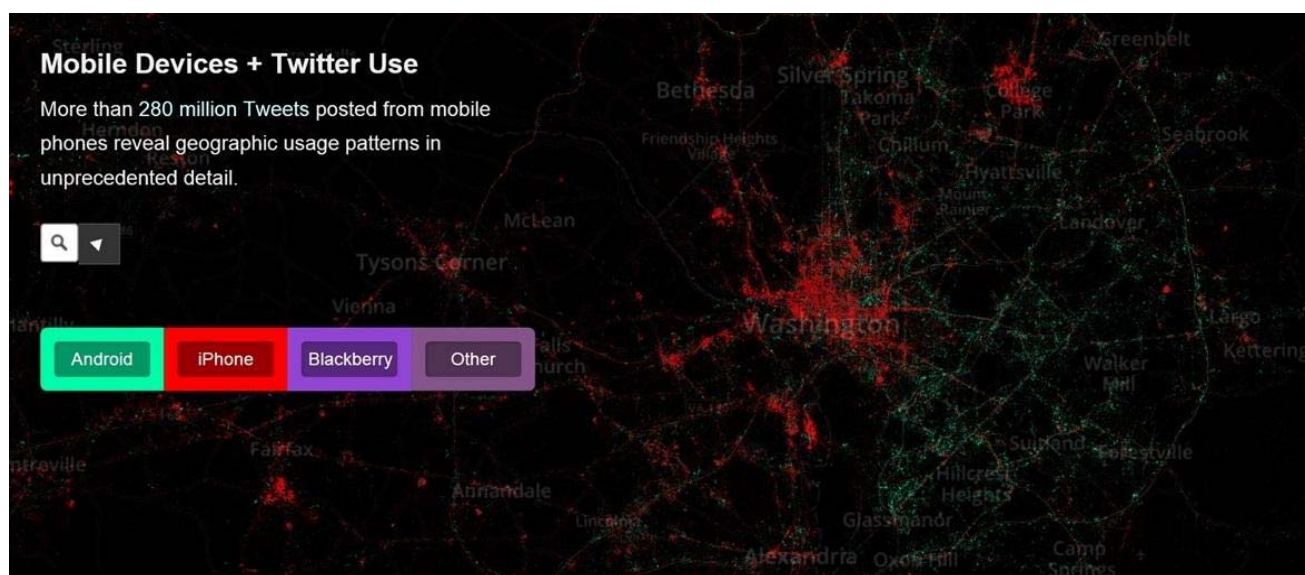 Mobile Devices + Twitter Use
More than 280 million Tweets posted from mobile
phones reveal geographic usage patterns in
unprecedented detail.
Android iPhone Blackberry Other
Sterling
Greenbelt
Silver Spring
Bethesda
Takoma
Park
College
Park
Herndon
Reston
Friendship Heights
Village
Chillum
Seabrook
Hyattsville
Mount
Rainier
McLean
Landover
Tysons Corner
Vienna
Washington
Largo
Kettering
Walker
Mill
Fairfax
Suitland
Forestville
Hillcrest
Heights
Annandale
Lincolnia
Glassmanor
Alexandria
Oxon Hill
Camp
Springs